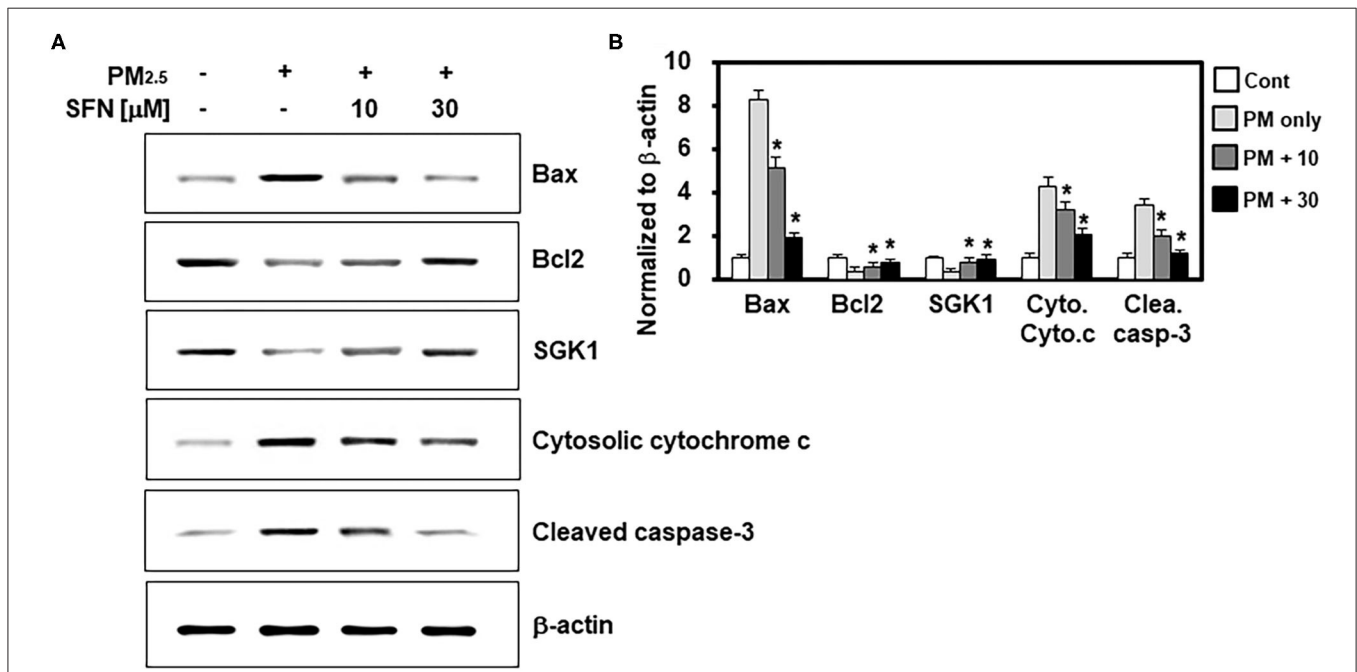 A
PM2.5 - + + +
SFN [μM] - - 10 30
Bax
Bcl2
SGK1
Cytosolic cytochrome c
Cleaved caspase-3
β-actin
B
Normalized to β-actin
10
8
6
4
2
0
* * * * * * * * * *
Bax Bcl2 SGK1 Cyto. Clea.
Cyto.c casp-3
Cont
PM only
PM + 10
PM + 30